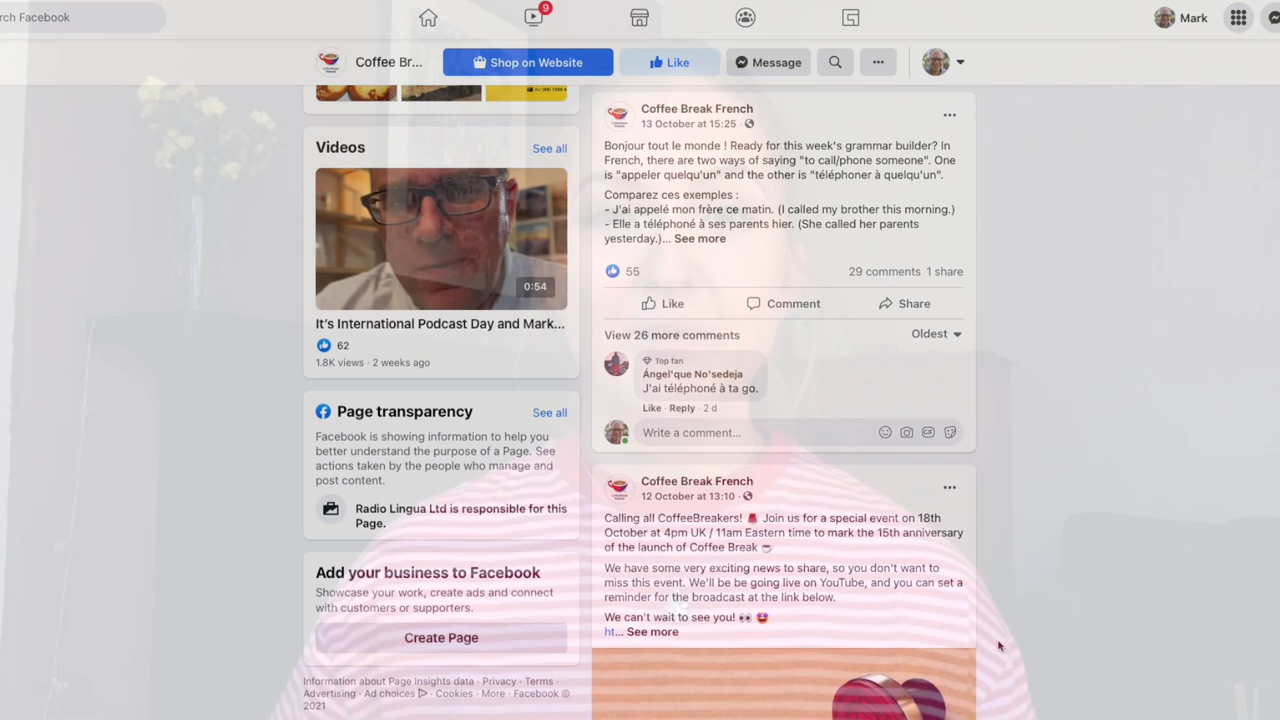 rch Facebook
9
Mark
Coffee Br...
Shop on Website
Like
Message
Videos
See all
0:54
It's International Podcast Day and Mark...
62
1.8K views · 2 weeks ago
Page transparency
See all
Facebook is showing information to help you
better understand the purpose of a Page. See
actions taken by the people who manage and
post content.
Radio Lingua Ltd is responsible for this
Page.
Add your business to Facebook
Showcase your work, create ads and connect
with customers or supporters.
Create Page
Information about Page Insights data · Privacy · Terms ·
Advertising · Ad choices · Cookies · More · Facebook ©
2021
Coffee Break French
13 October at 15:25 ·
Bonjour tout le monde ! Ready for this week's grammar builder? In
French, there are two ways of saying "to call/phone someone". One
is "appeler quelqu'un" and the other is "téléphoner à quelqu'un".
Comparez ces exemples :
- J'ai appelé mon frère ce matin. (I called my brother this morning.)
- Elle a téléphoné à ses parents hier. (She called her parents
yesterday.)... See more
55
29 comments 1 share
Like
Comment
Share
View 26 more comments
Oldest
Top fan
Ángel'que No'sedeja
J'ai téléphoné à ta go.
Like · Reply · 2 d
Write a comment...
GIF
Coffee Break French
12 October at 13:10 ·
Calling all CoffeeBreakers! Join us for a special event on 18th
October at 4pm UK / 11am Eastern time to mark the 15th anniversary
of the launch of Coffee Break ☕
We have some very exciting news to share, so you don't want to
miss this event. We'll be be going live on YouTube, and you can set a
reminder for the broadcast at the link below.
We can't wait to see you! 👀 🤩
ht... See more